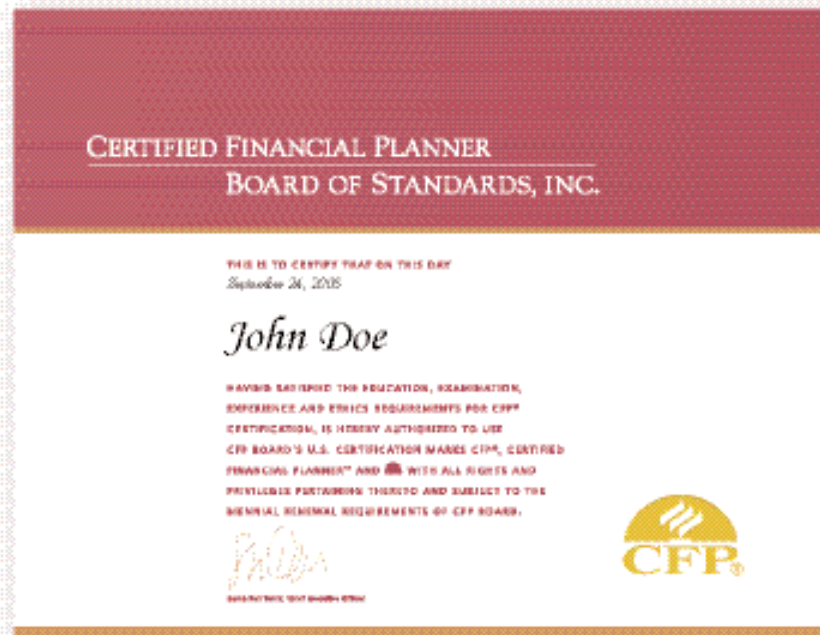 CERTIFIED FINANCIAL PLANNER
BOARD OF STANDARDS, INC.
THIS IS TO CERTIFY THAT ON THIS DAY
September 24, 2005
John Doe
HAVING SATISFIED THE EDUCATION, EXAMINATION,
EXPERIENCE AND ETHICS REQUIREMENTS FOR CFP®
CERTIFICATION, IS HEREBY AUTHORIZED TO USE
CFP BOARD'S U.S. CERTIFICATION MARKS CFP®, CERTIFIED
FINANCIAL PLANNER™ AND WITH ALL RIGHTS AND
PRIVILEGES PERTAINING THERETO AND SUBJECT TO THE
BIENNIAL RENEWAL REQUIREMENTS OF CFP BOARD.
CFP®